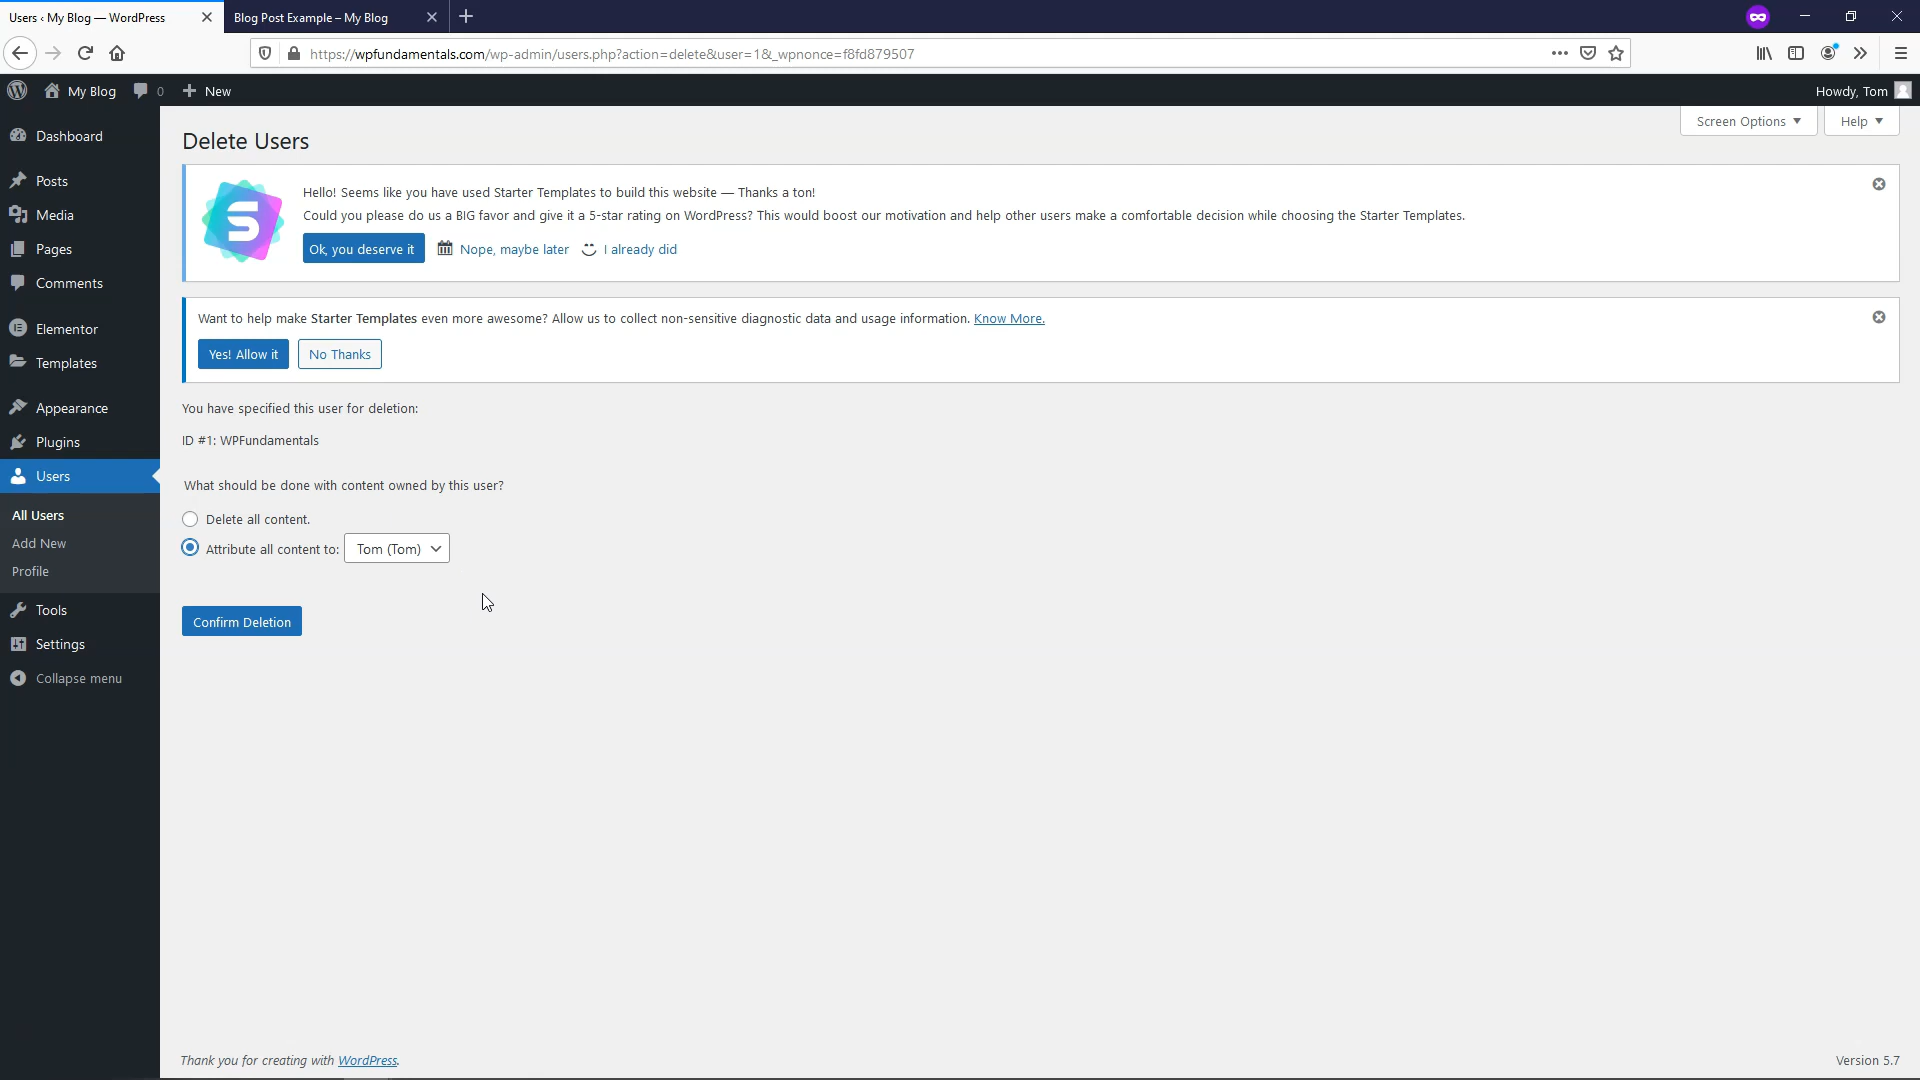 Users ‹ My Blog — WordPress
Blog Post Example – My Blog
https://wpfundamentals.com/wp-admin/users.php?action=delete&user=1&_wpnonce=f8fd879507
My Blog
0
New
Howdy, Tom
Screen Options
Help
Dashboard
Posts
Media
Pages
Comments
Elementor
Templates
Appearance
Plugins
Users
All Users
Add New
Profile
Tools
Settings
Collapse menu
Delete Users
Hello! Seems like you have used Starter Templates to build this website — Thanks a ton!
Could you please do us a BIG favor and give it a 5-star rating on WordPress? This would boost our motivation and help other users make a comfortable decision while choosing the Starter Templates.
Ok, you deserve it
Nope, maybe later
I already did
Want to help make Starter Templates even more awesome? Allow us to collect non-sensitive diagnostic data and usage information. Know More.
Yes! Allow it
No Thanks
You have specified this user for deletion:
ID #1: WPFundamentals
What should be done with content owned by this user?
Delete all content.
Attribute all content to:
Tom (Tom)
Confirm Deletion
Thank you for creating with WordPress.
Version 5.7